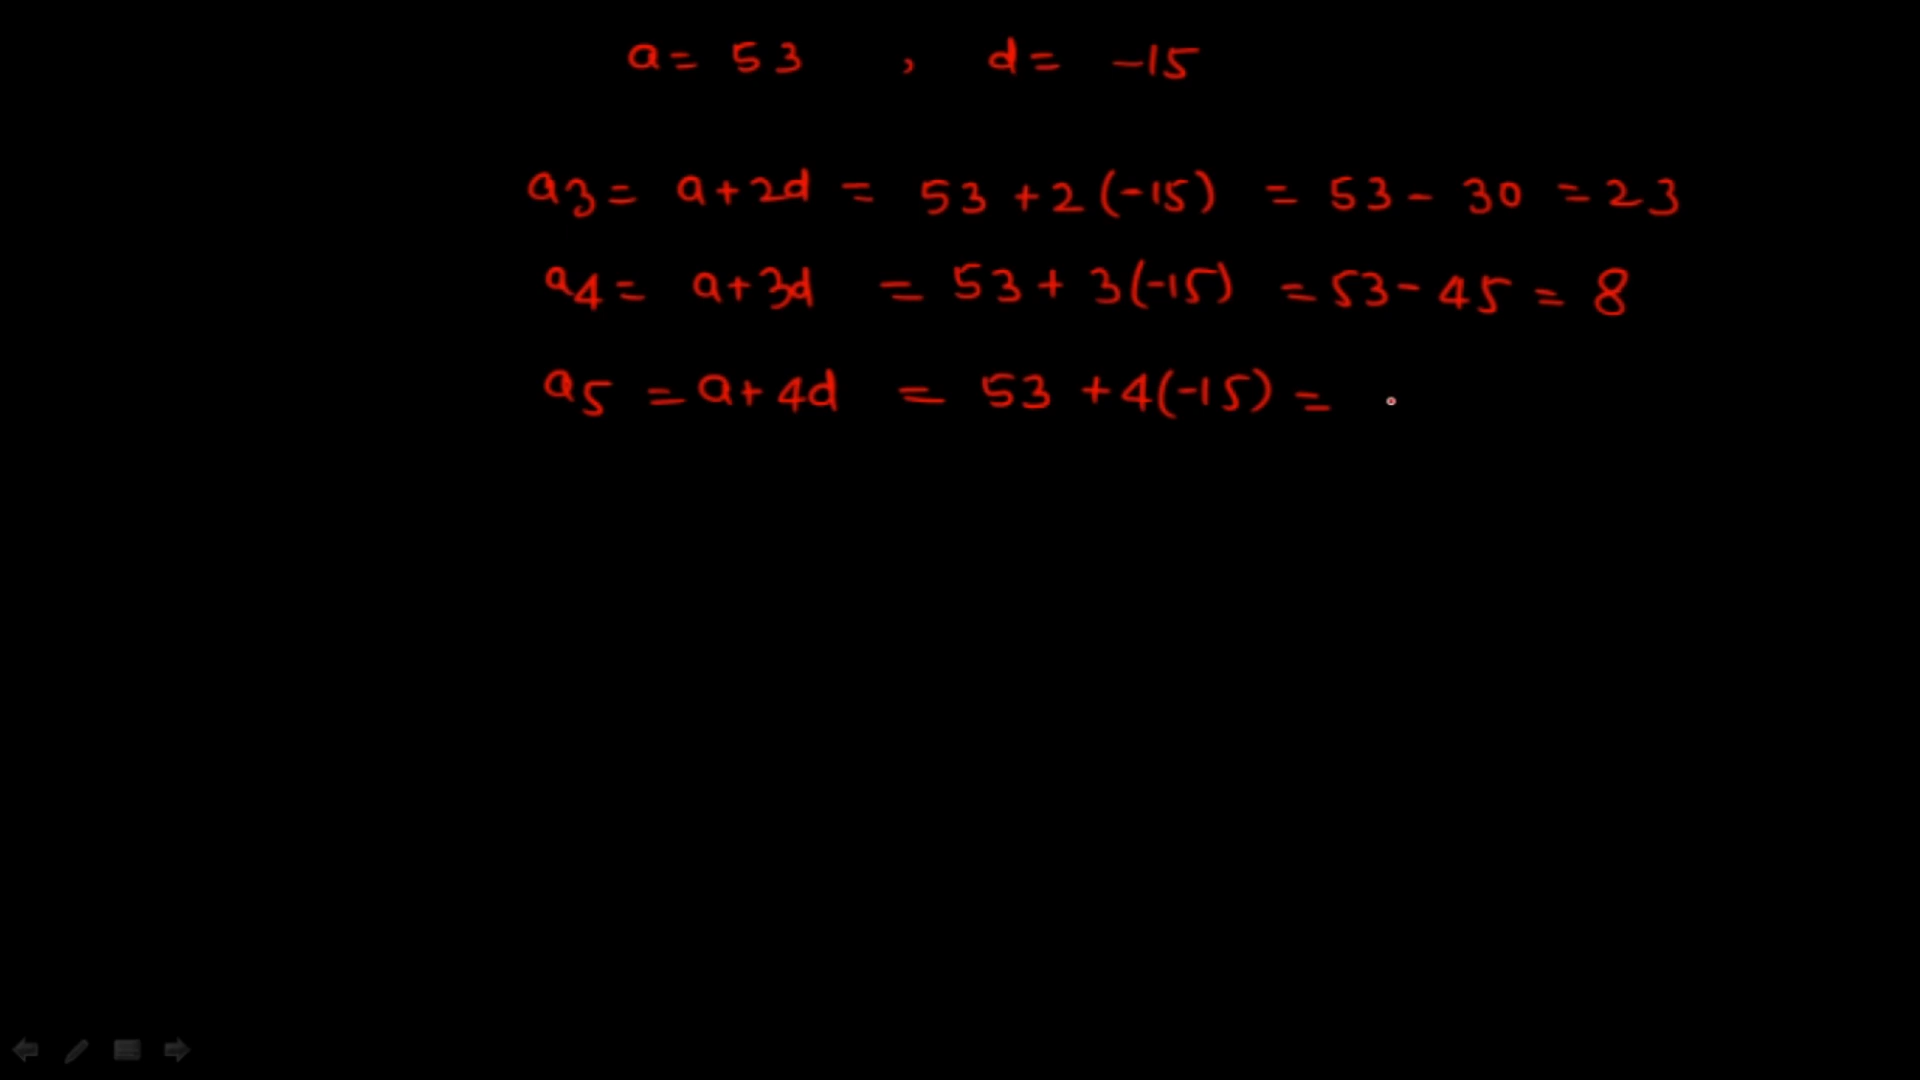 a = 53 , d = -15
a3 = a+2d = 53 +2(-15) = 53 - 30 = 23
a4 = a+3d = 53 + 3(-15) = 53 - 45 = 8
a5 = a+4d = 53 +4(-15) =